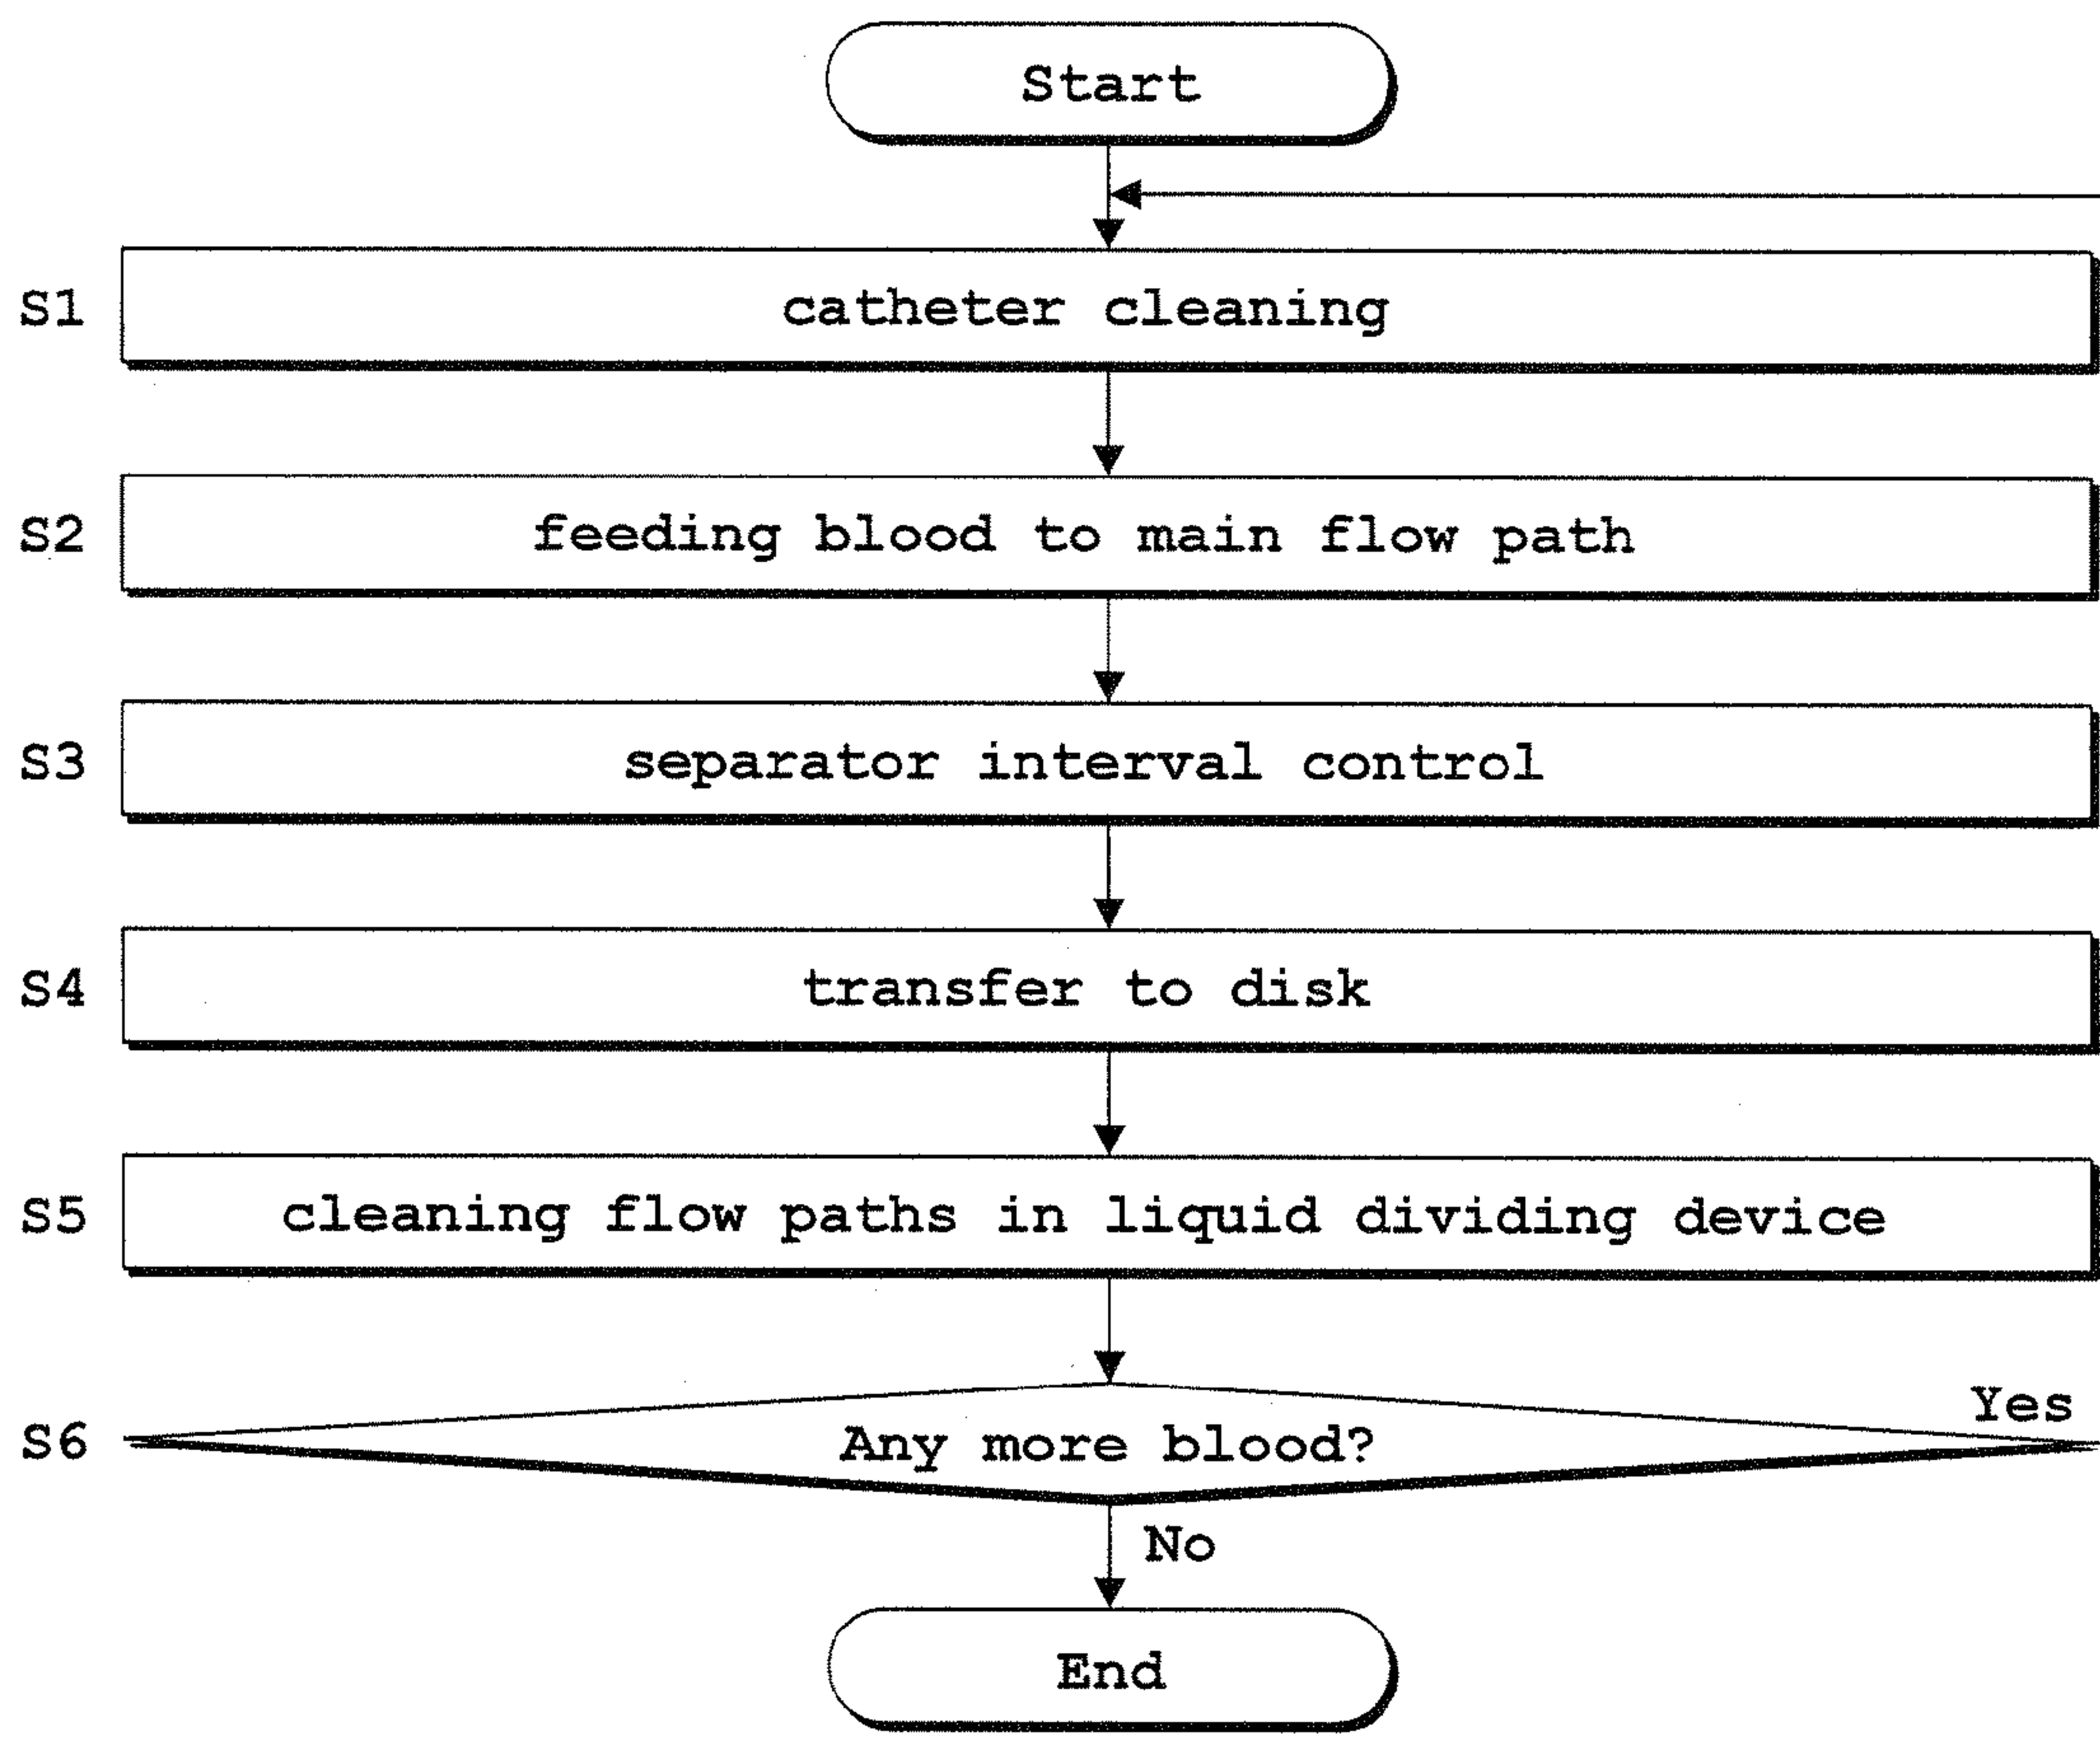 Start
S1 catheter cleaning
S2 feeding blood to main flow path
S3 separator interval control
S4 transfer to disk
S5 cleaning flow paths in liquid dividing device
Yes
S6 Any more blood?
No
End